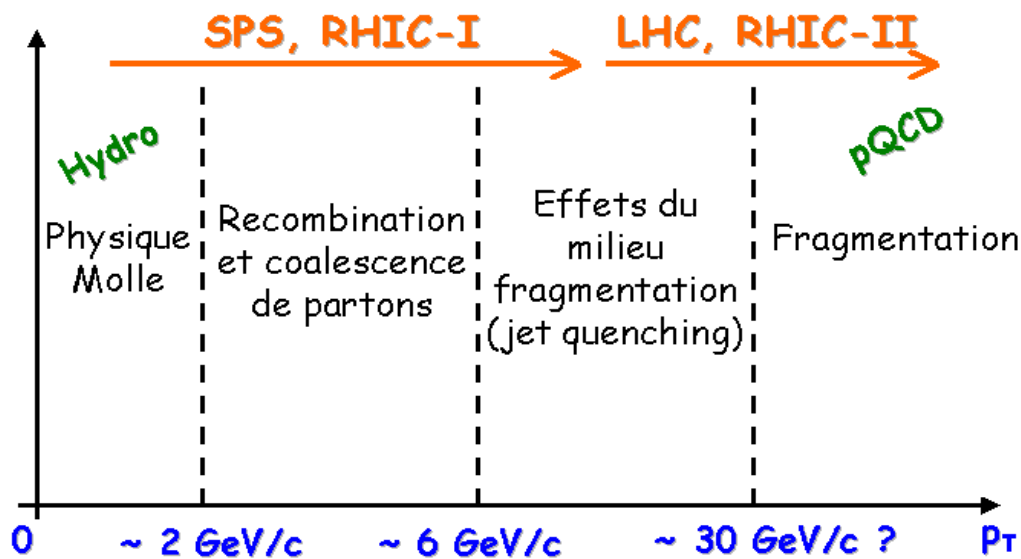 SPS, RHIC-I
LHC, RHIC-II
Hydro
pQCD
Physique
Molle
Recombination
et coalescence
de partons
Effets du
milieu
fragmentation
(jet quenching)
Fragmentation
0
~ 2 GeV/c
~ 6 GeV/c
~ 30 GeV/c ?
PT